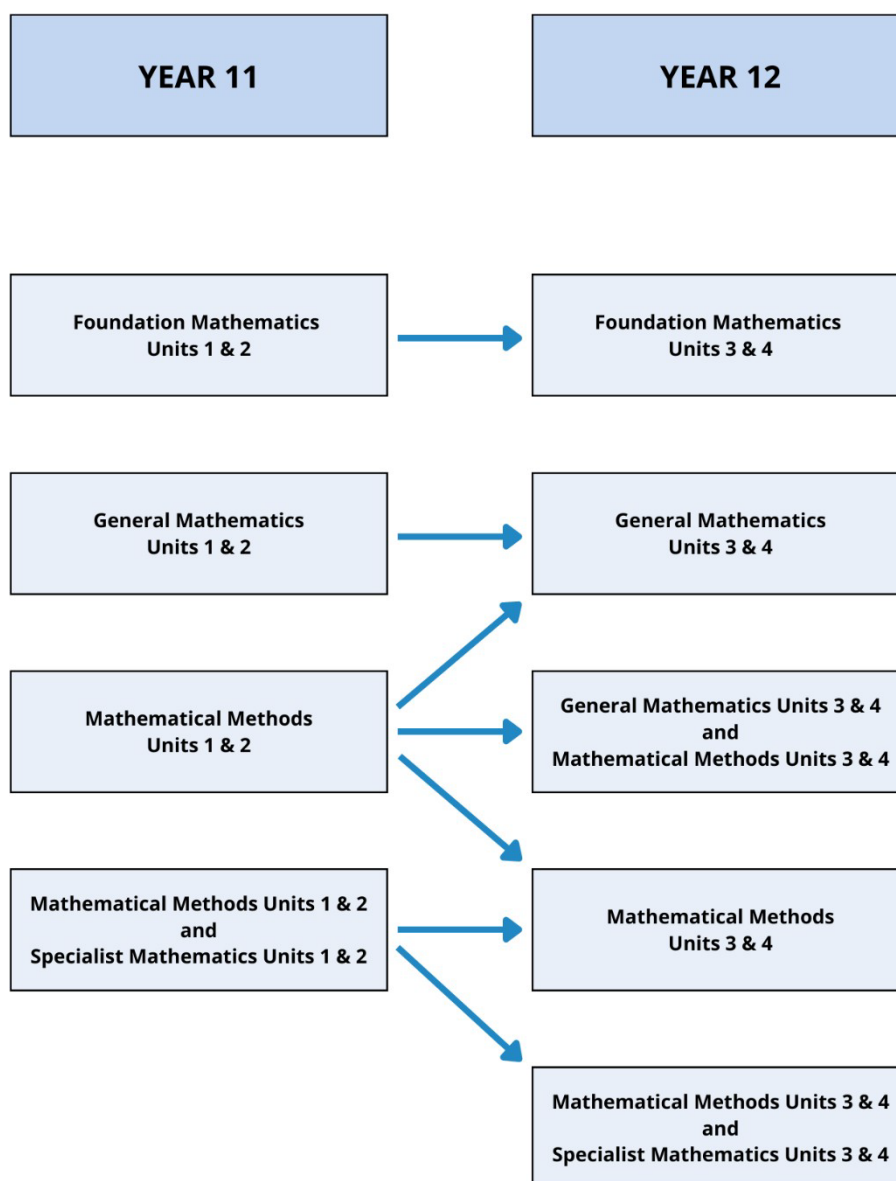 YEAR 11
YEAR 12
Foundation Mathematics
Units 1 & 2
Foundation Mathematics
Units 3 & 4
General Mathematics
Units 1 & 2
General Mathematics
Units 3 & 4
Mathematical Methods
Units 1 & 2
General Mathematics Units 3 & 4
and
Mathematical Methods Units 3 & 4
Mathematical Methods Units 1 & 2
and
Specialist Mathematics Units 1 & 2
Mathematical Methods
Units 3 & 4
Mathematical Methods Units 3 & 4
and
Specialist Mathematics Units 3 & 4